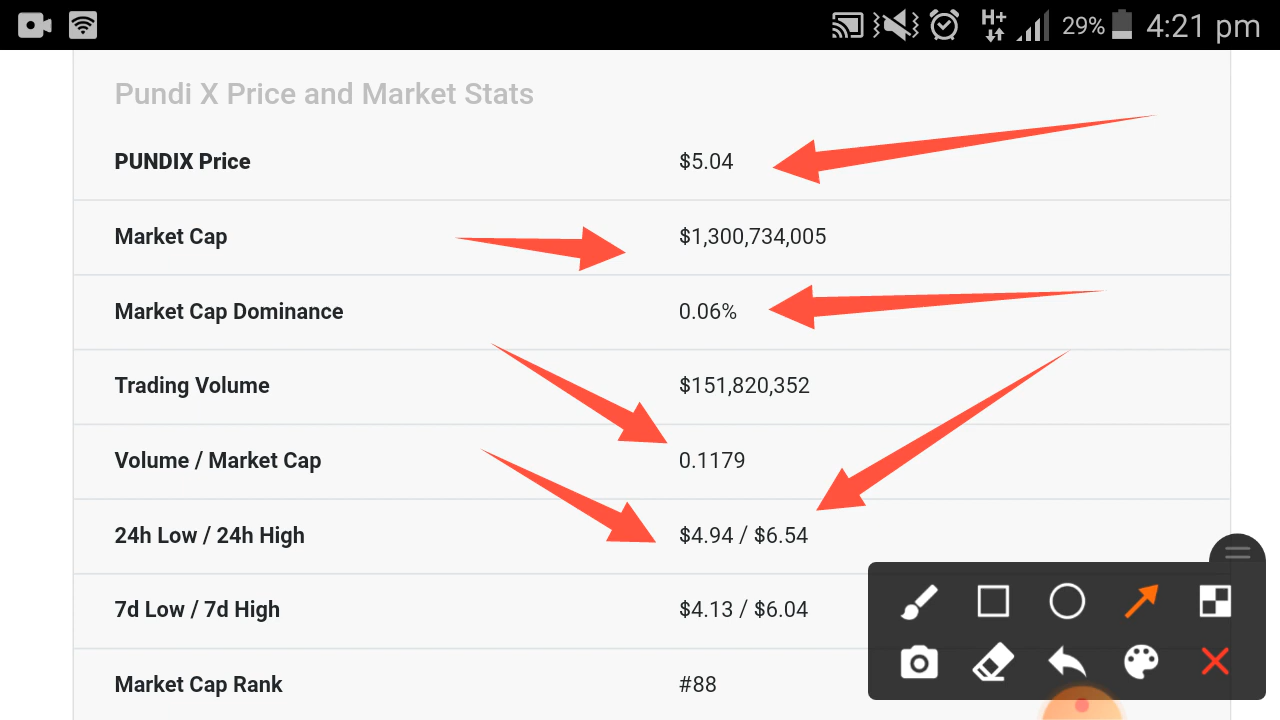 H+ 29% 4:21 pm
Pundi X Price and Market Stats
PUNDIX Price $5.04
Market Cap $1,300,734,005
Market Cap Dominance 0.06%
Trading Volume $151,820,352
Volume / Market Cap 0.1179
24h Low / 24h High $4.94 / $6.54
7d Low / 7d High $4.13 / $6.04
Market Cap Rank #88